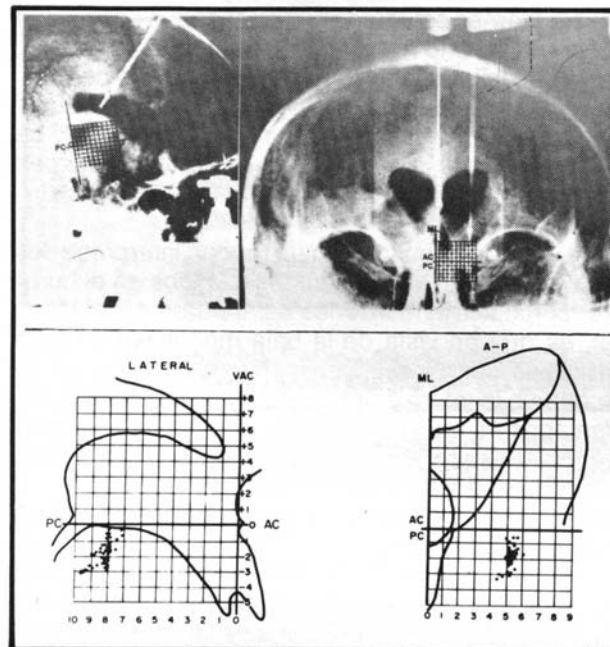 PC
ML
AC
PC
LATERAL
VAC
+8
+7
+6
+5
+4
+3
+2
+1
PC
0 AC
-1
-2
-3
-4
-5
10 9 8 7 6 5 4 3 2 1 0
A-P
ML
AC
PC
0 1 2 3 4 5 6 7 8 9